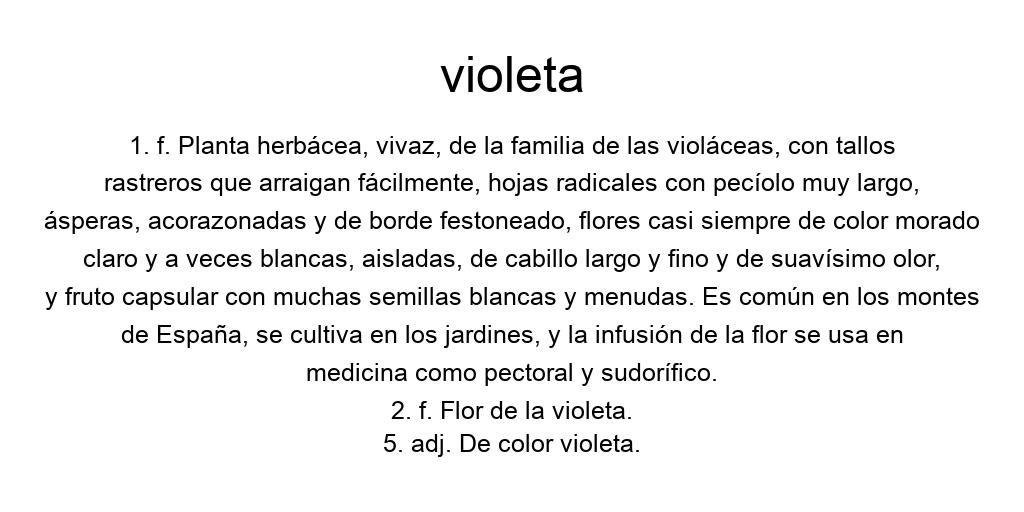 violeta
1. f. Planta herbácea, vivaz, de la familia de las violáceas, con tallos
rastreros que arraigan fácilmente, hojas radicales con pecíolo muy largo,
ásperas, acorazonadas y de borde festoneado, flores casi siempre de color morado
claro y a veces blancas, aisladas, de cabillo largo y fino y de suavísimo olor,
y fruto capsular con muchas semillas blancas y menudas. Es común en los montes
de España, se cultiva en los jardines, y la infusión de la flor se usa en
medicina como pectoral y sudorífico.
2. f. Flor de la violeta.
5. adj. De color violeta.